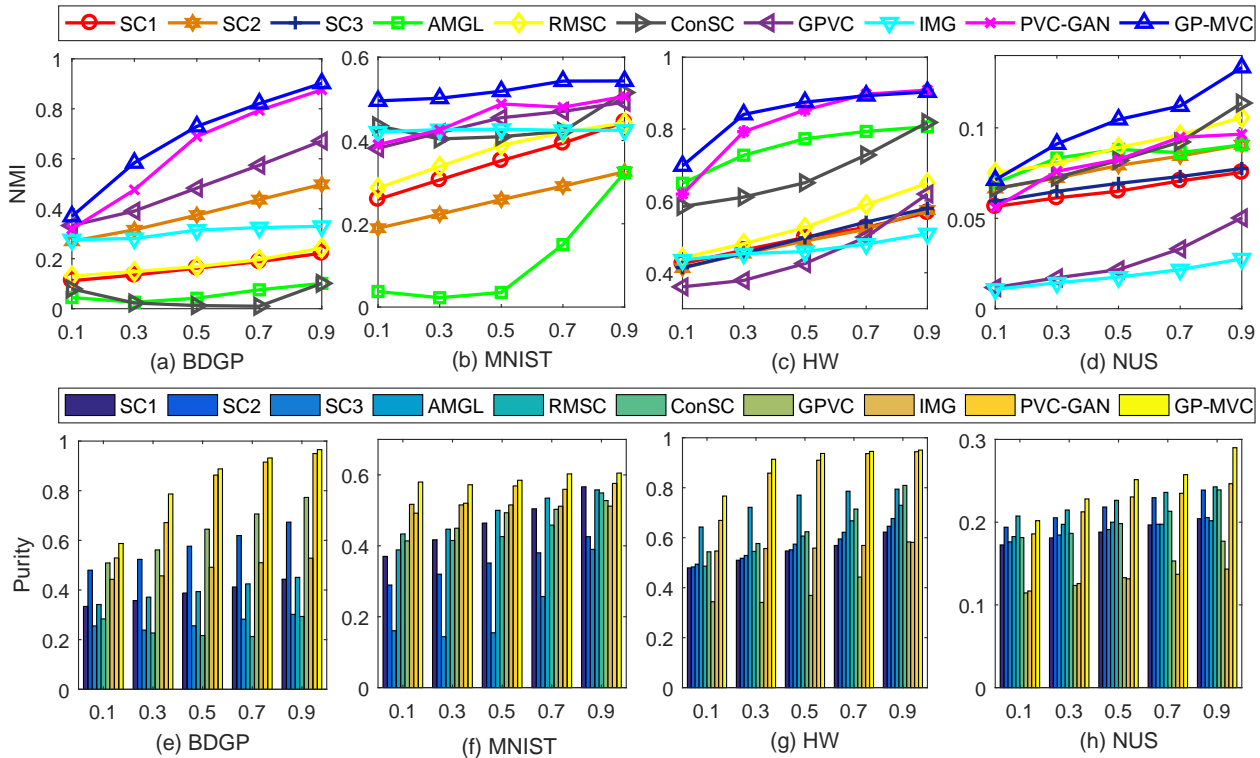 SC1 SC2 SC3 AMGL RMSC ConSC GPVC IMG PVC-GAN GP-MVC
NMI
1
0.8
0.6
0.4
0.2
0
0.1 0.3 0.5 0.7 0.9
(a) BDGP
0.6
0.4
0.2
0
0.1 0.3 0.5 0.7 0.9
(b) MNIST
1
0.8
0.6
0.4
0.1 0.3 0.5 0.7 0.9
(c) HW
0.1
0.05
0
0.1 0.3 0.5 0.7 0.9
(d) NUS
SC1 SC2 SC3 AMGL RMSC ConSC GPVC IMG PVC-GAN GP-MVC
Purity
1
0.8
0.6
0.4
0.2
0
0.1 0.3 0.5 0.7 0.9
(e) BDGP
0.6
0.4
0.2
0
0.1 0.3 0.5 0.7 0.9
(f) MNIST
1
0.8
0.6
0.4
0.2
0
0.1 0.3 0.5 0.7 0.9
(g) HW
0.3
0.2
0.1
0
0.1 0.3 0.5 0.7 0.9
(h) NUS